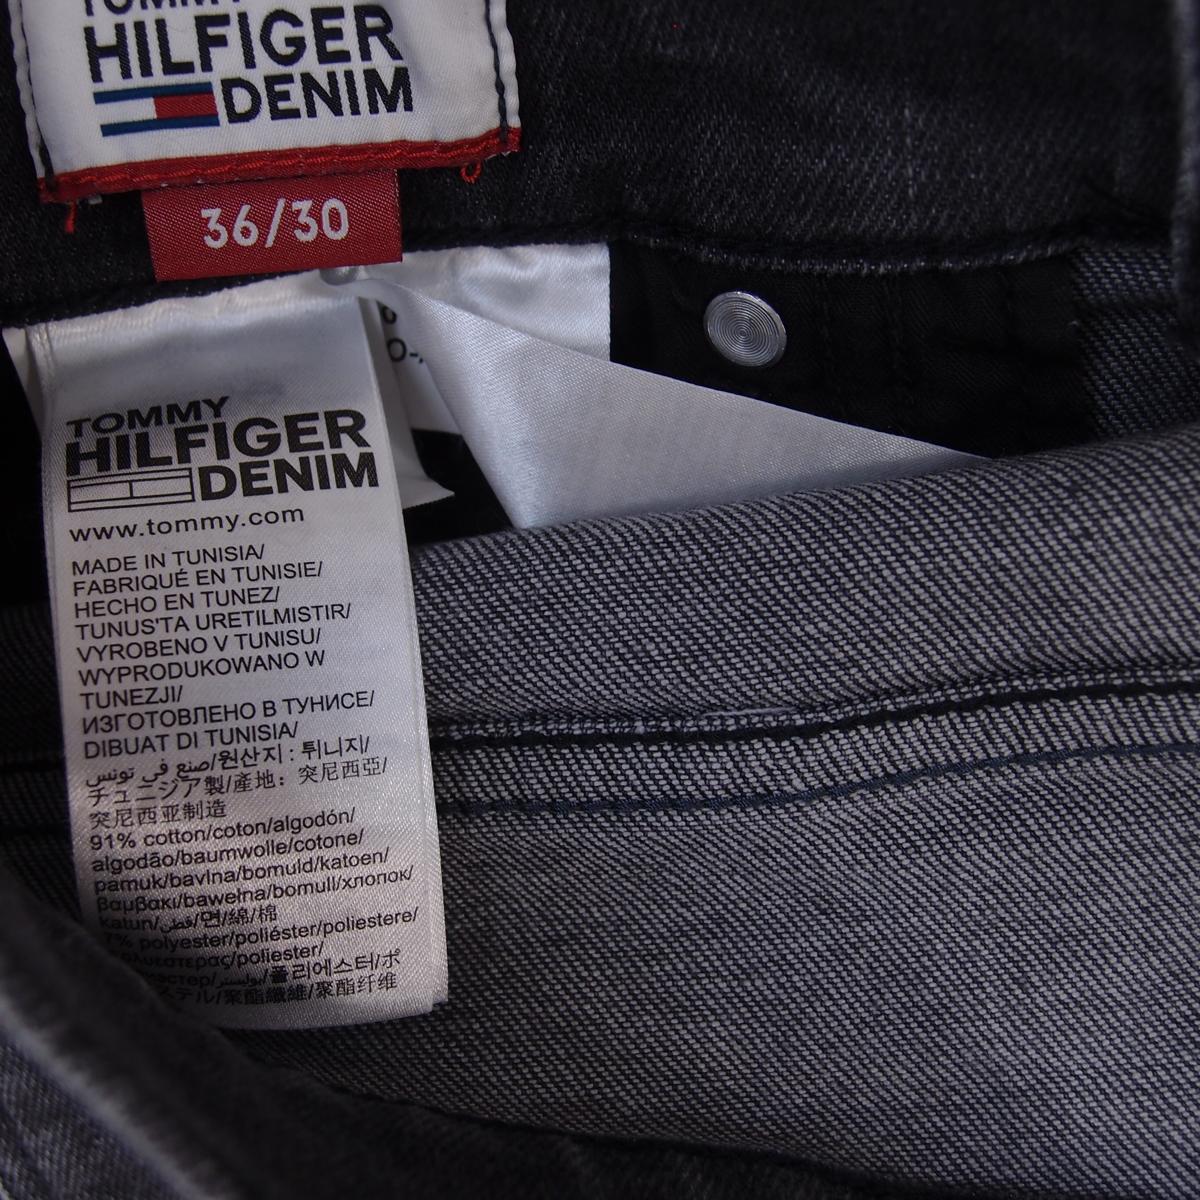 TOMMY
HILFIGER
DENIM
36/30
TOMMY
HILFIGER
DENIM
www.tommy.com
MADE IN TUNISIA/
FABRIQUÉ EN TUNISIE/
HECHO EN TUNEZ/
TUNUS'TA URETILMISTIR/
VYROBENO V TUNISU/
WYPRODUKOWANO W
TUNEZJI/
ИЗГОТОВЛЕНО В ТУНИСЕ/
DIBUAT DI TUNISIA/
صنع في تونس/원산지 : 튀니지/
チュニジア製/產地: 突尼西亞/
突尼西亚制造
91% cotton/coton/algodón/
algodão/baumwolle/cotone/
pamuk/bavlna/bomuld/katoen/
βαμβακι/bawełna/bomull/хлопок/
katun/قطن/면/綿/棉
7% polyester/poliéster/poliestere/
poliester/
بوليستر/폴리에스터/ポ
ステル/聚酯纖維/聚酯纤维